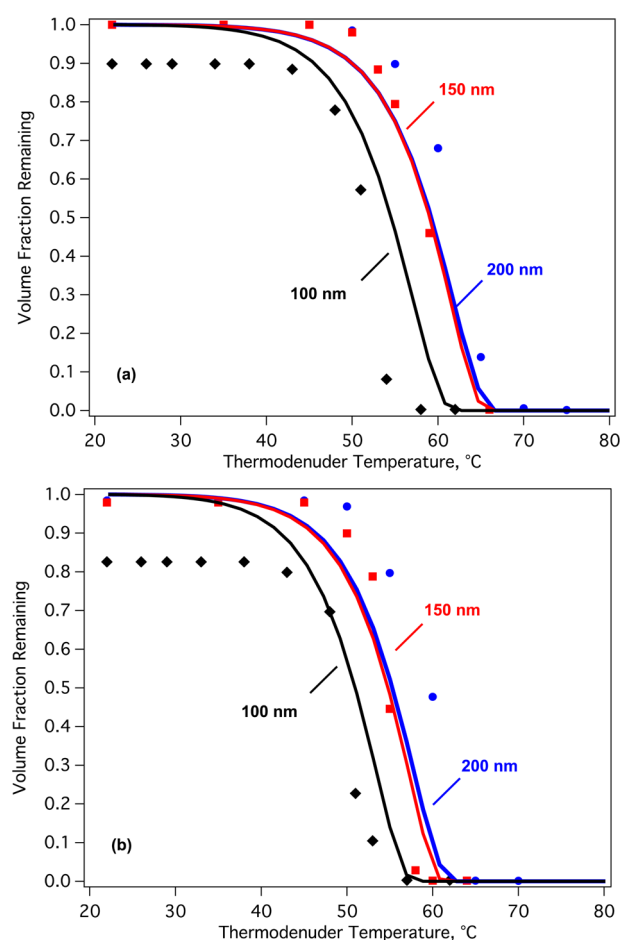 1.0
0.9
0.8
0.7
0.6
0.5
0.4
0.3
0.2
0.1
0.0
Volume Fraction Remaining
150 nm
200 nm
100 nm
(a)
20 30 40 50 60 70 80
Thermodenuder Temperature, °C
1.0
0.9
0.8
0.7
0.6
0.5
0.4
0.3
0.2
0.1
0.0
Volume Fraction Remaining
150 nm
100 nm
200 nm
(b)
20 30 40 50 60 70 80
Thermodenuder Temperature, °C